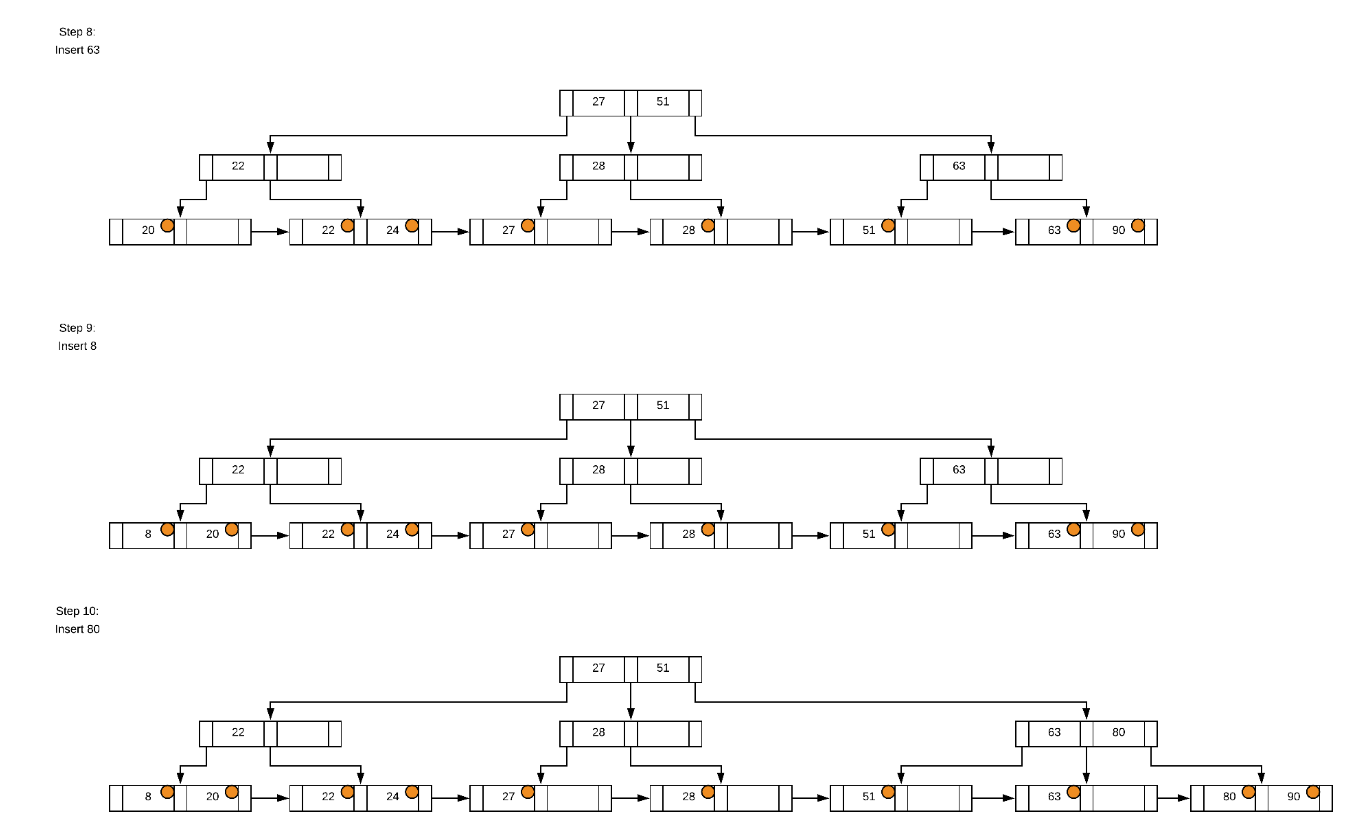 Step 8:
Insert 63
27 51
22 28 63
20 22 24 27 28 51 63 90
Step 9:
Insert 8
27 51
22 28 63
8 20 22 24 27 28 51 63 90
Step 10:
Insert 80
27 51
22 28 63 80
8 20 22 24 27 28 51 63 80 90